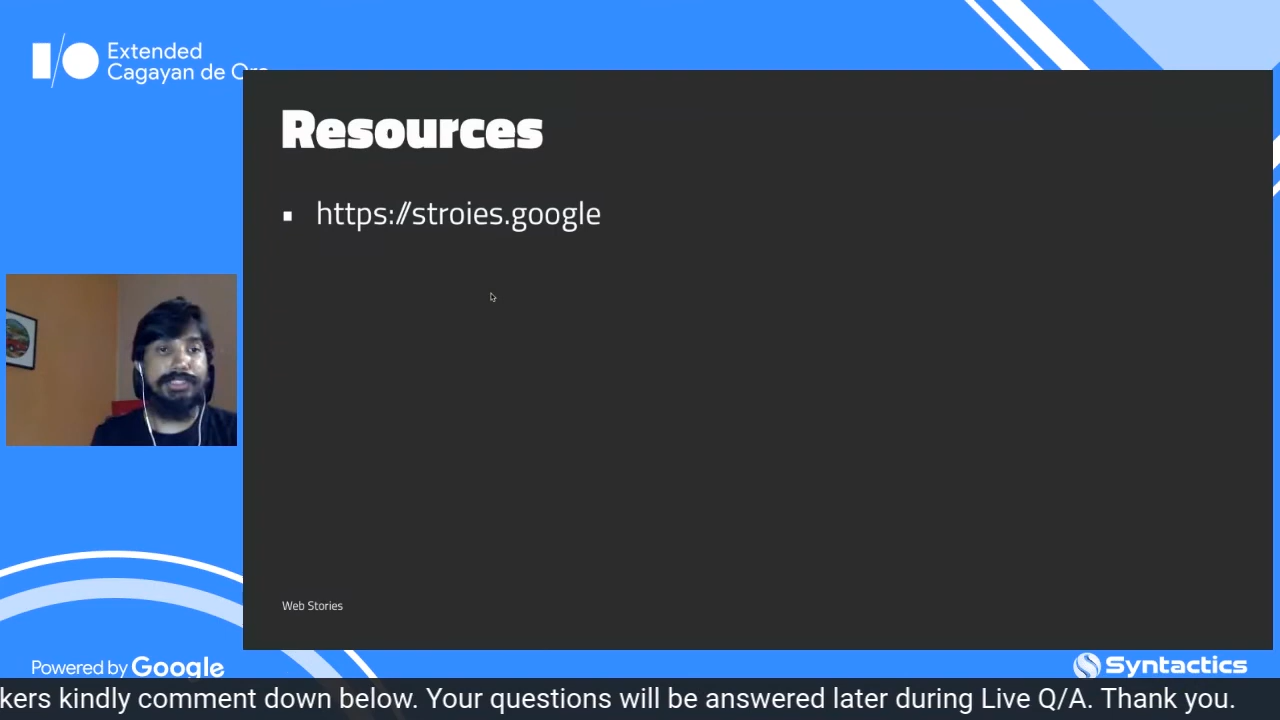 Extended
Cagayan de Oro
Resources
▪ https://stroies.google
Web Stories
Powered by Google
Syntactics
kers kindly comment down below. Your questions will be answered later during Live Q/A. Thank you.